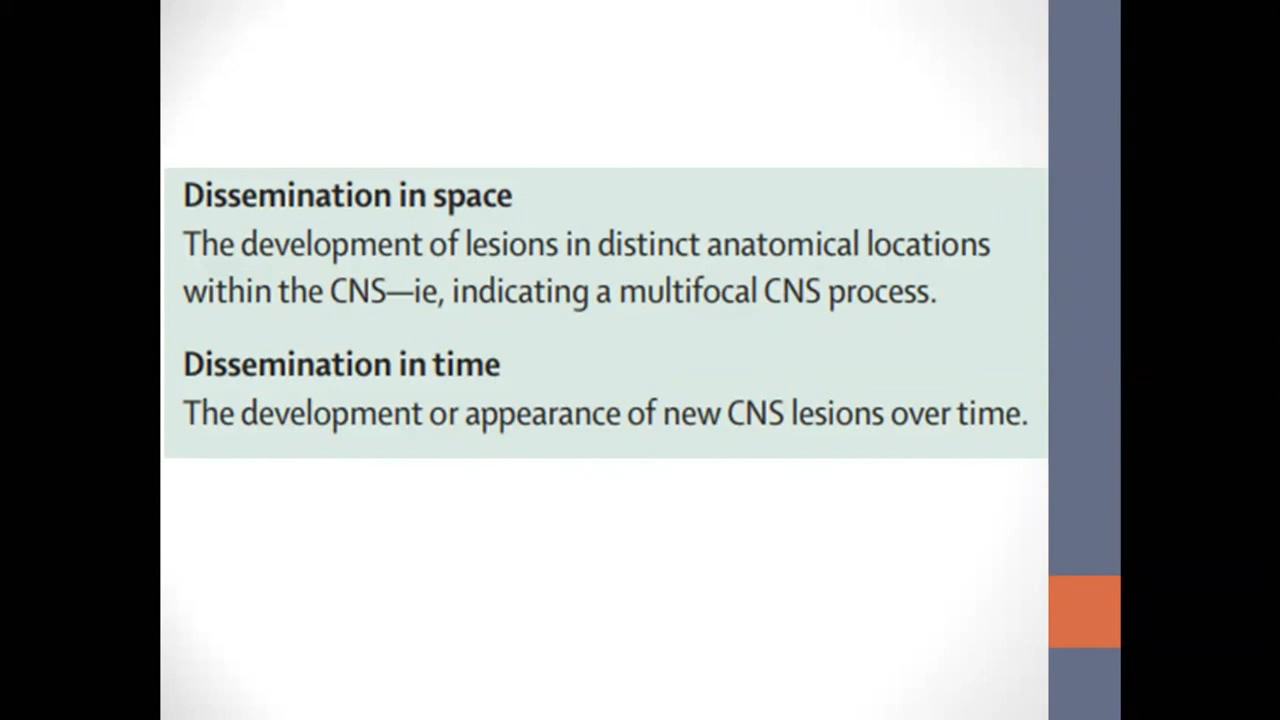 Dissemination in space
The development of lesions in distinct anatomical locations
within the CNS—ie, indicating a multifocal CNS process.
Dissemination in time
The development or appearance of new CNS lesions over time.